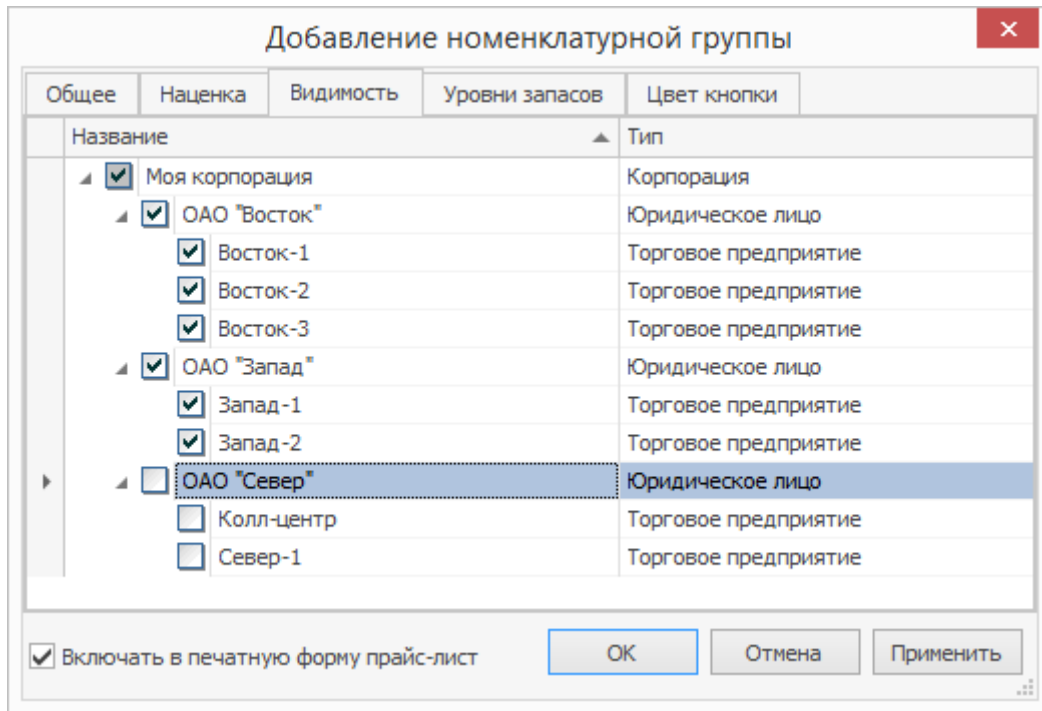 Добавление номенклатурной группы
Общее Наценка Видимость Уровни запасов Цвет кнопки
Название Тип
Моя корпорация Корпорация
ОАО "Восток" Юридическое лицо
Восток-1 Торговое предприятие
Восток-2 Торговое предприятие
Восток-3 Торговое предприятие
ОАО "Запад" Юридическое лицо
Запад-1 Торговое предприятие
Запад-2 Торговое предприятие
ОАО "Север" Юридическое лицо
Колл-центр Торговое предприятие
Север-1 Торговое предприятие
Включать в печатную форму прайс-лист ОК Отмена Применить